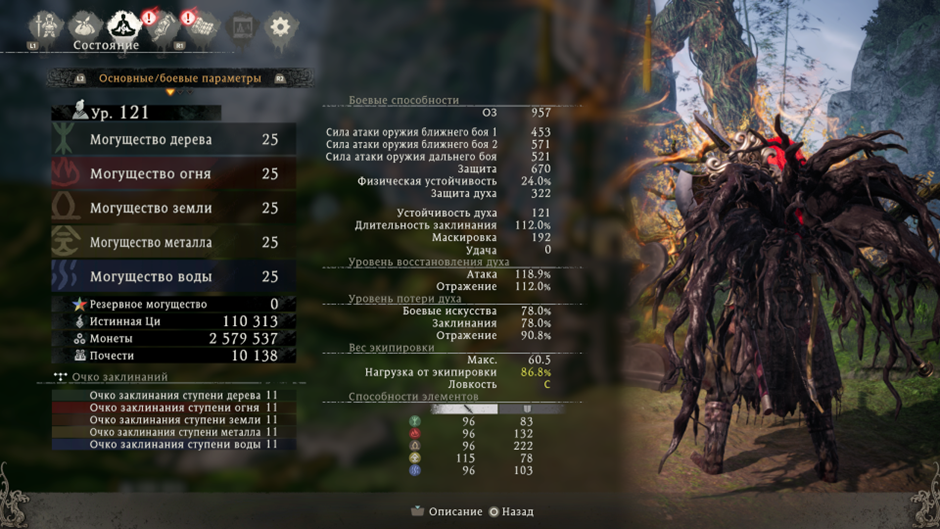 L1
Состояние
R1
L2 Основные/боевые параметры R2
Ур. 121
Могущество дерева 25
Могущество огня 25
Могущество земли 25
Могущество металла 25
Могущество воды 25
Резервное могущество 0
Истинная Ци 110 313
Монеты 2 579 537
Почести 10 138
Очко заклинаний
Очко заклинания ступени дерева 11
Очко заклинания ступени огня 11
Очко заклинания ступени земли 11
Очко заклинания ступени металла 11
Очко заклинания ступени воды 11
Боевые способности
ОЗ 957
Сила атаки оружия ближнего боя 1 453
Сила атаки оружия ближнего боя 2 571
Сила атаки оружия дальнего боя 521
Защита 670
Физическая устойчивость 24.0%
Защита духа 322
Устойчивость духа 121
Длительность заклинания 112.0%
Маскировка 192
Удача 0
Уровень восстановления духа
Атака 118.9%
Отражение 112.0%
Уровень потери духа
Боевые искусства 78.0%
Заклинания 78.0%
Отражение 90.8%
Вес экипировки
Макс. 60.5
Нагрузка от экипировки 86.8%
Ловкость C
Способности элементов
96 83
96 132
96 222
115 78
96 103
Описание Назад